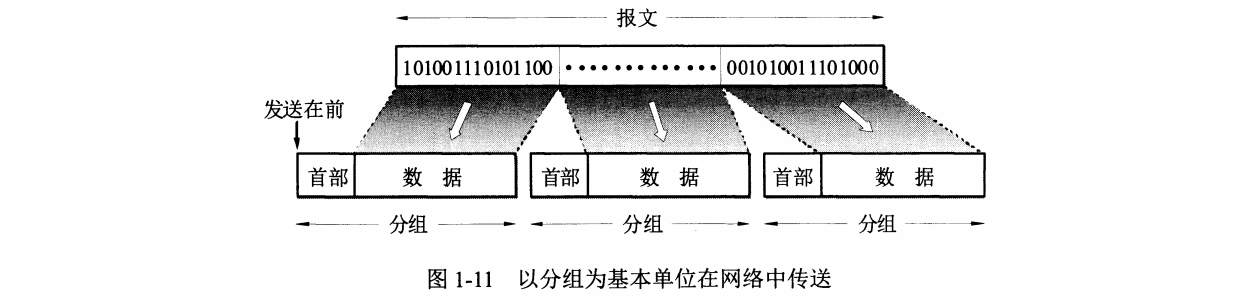 报文
101001110101100 ············· 001010011101000
发送在前
首部 数 据 首部 数 据 首部 数 据
分组 分组 分组
图 1-11 以分组为基本单位在网络中传送